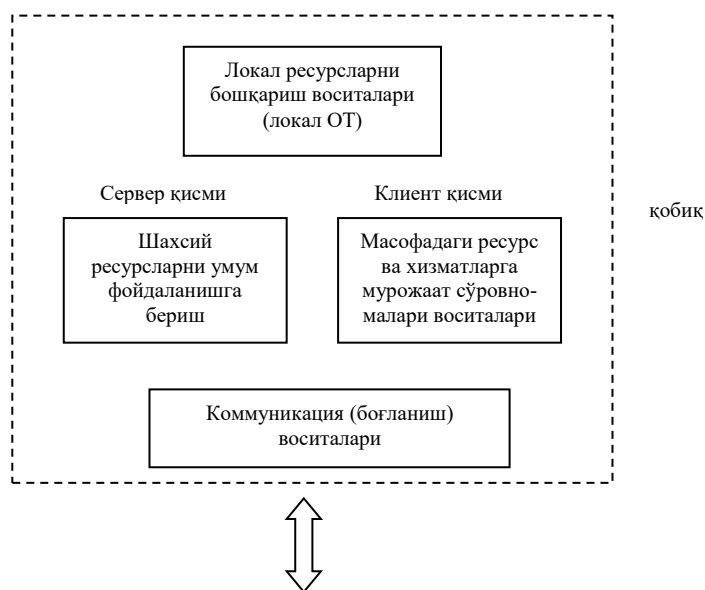 Локал ресурсларни
бошқариш воситалари
(локал ОТ)
Сервер қисми
Клиент қисми
қобиқ
Шахсий
ресурсларни умум
фойдаланишга
бериш
Масофадаги ресурс
ва хизматларга
мурожаат сўровно-
малари воситалари
Коммуникация (боғланиш)
воситалари